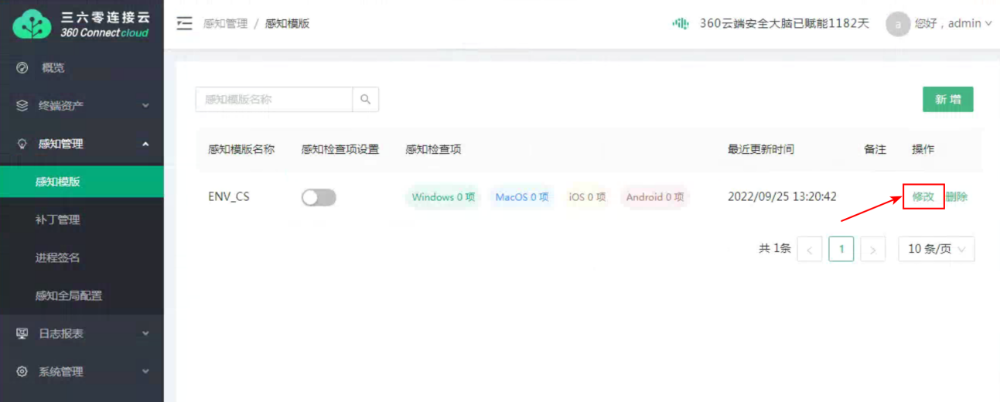 三六零连接云
360 Connectcloud
感知管理 / 感知模版
360云端安全大脑已赋能1182天
a
您好，admin
概览
终端资产
感知管理
感知模版
补丁管理
进程签名
感知全局配置
日志报表
系统管理
感知模版名称
新 增
感知模版名称 感知检查项设置 感知检查项 最近更新时间 备注 操作
ENV_CS Windows 0 项 MacOS 0 项 iOS 0 项 Android 0 项 2022/09/25 13:20:42 修改 删除
共 1条 < 1 > 10 条/页